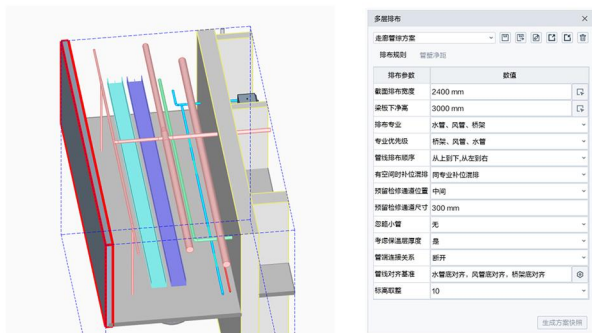 多层排布
走廊管综方案
排布规则 管壁净距
排布参数 数值
截面排布宽度 2400 mm
梁板下净高 3000 mm
排布专业 水管、风管、桥架
专业优先级 桥架、风管、水管
管线排布顺序 从上到下,从左到右
有空间时补位混排 同专业补位混排
预留检修通道位置 中间
预留检修通道尺寸 300 mm
忽略小管 无
考虑保温层厚度 是
管线连接关系 断开
管线对齐基准 水管底对齐，风管底对齐，桥架底对齐
标高取整 10
生成方案快照